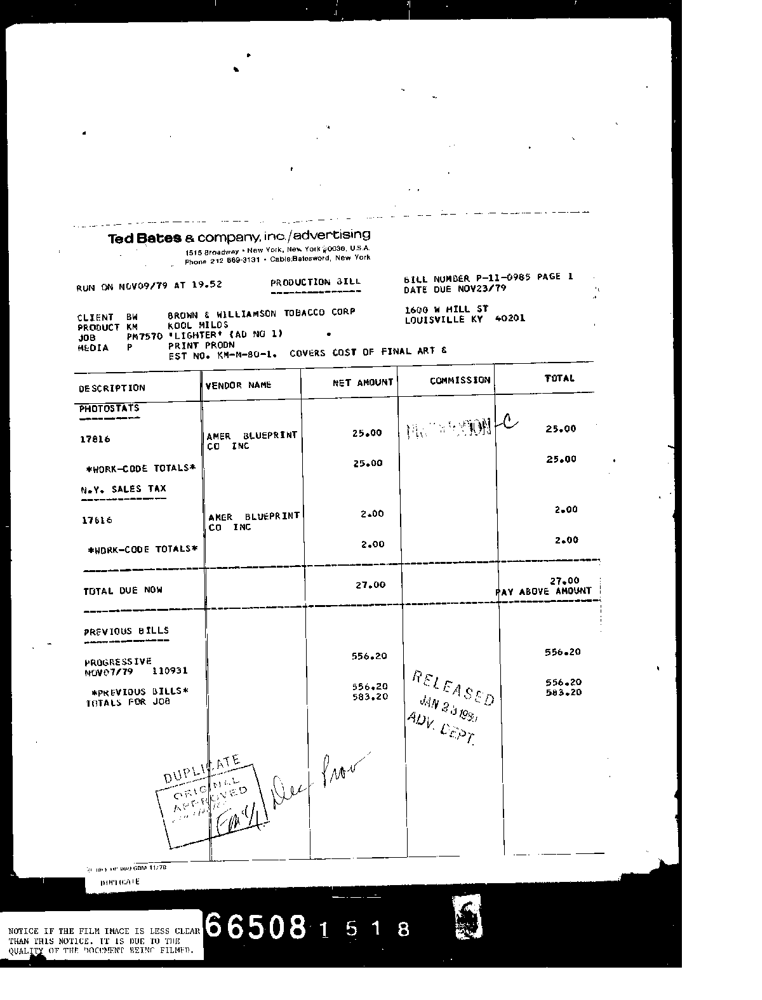 Ted Bates & company, inc./advertising
1515 Broadway • New York, New York 10036, U.S.A.
Phone 212 869-3131 • Cable:Batesword, New York
RUN ON NOV09/79 AT 19.52 PRODUCTION BILL BILL NUMBER P-11-0985 PAGE 1
DATE DUE NOV23/79
CLIENT BW BROWN & WILLIAMSON TOBACCO CORP 1600 W HILL ST
PRODUCT KM KOOL MILDS LOUISVILLE KY 40201
JOB PM7570 *LIGHTER* (AD NO 1)
MEDIA P PRINT PRODN
EST NO. KM-M-80-1. COVERS COST OF FINAL ART &
DESCRIPTION VENDOR NAME NET AMOUNT COMMISSION TOTAL
PHOTOSTATS
17816 AMER BLUEPRINT 25.00 C 25.00
CO INC
*WORK-CODE TOTALS* 25.00 25.00
N.Y. SALES TAX
17816 AMER BLUEPRINT 2.00 2.00
CO INC
*WORK-CODE TOTALS* 2.00 2.00
TOTAL DUE NOW 27.00 27.00
PAY ABOVE AMOUNT
PREVIOUS BILLS
PROGRESSIVE 556.20 556.20
NOV07/79 110931
*PREVIOUS BILLS* 556.20 556.20
TOTALS FOR JOB 583.20 583.20
RELEASED
JAN 23 1980
ADV. DEPT.
DUPLICATE
ORIGINAL
APPROVED
Dec Prov
DUPLICATE
NOTICE IF THE FILM IMAGE IS LESS CLEAR
THAN THIS NOTICE, IT IS DUE TO THE
QUALITY OF THE DOCUMENT BEING FILMED.
66508 1518